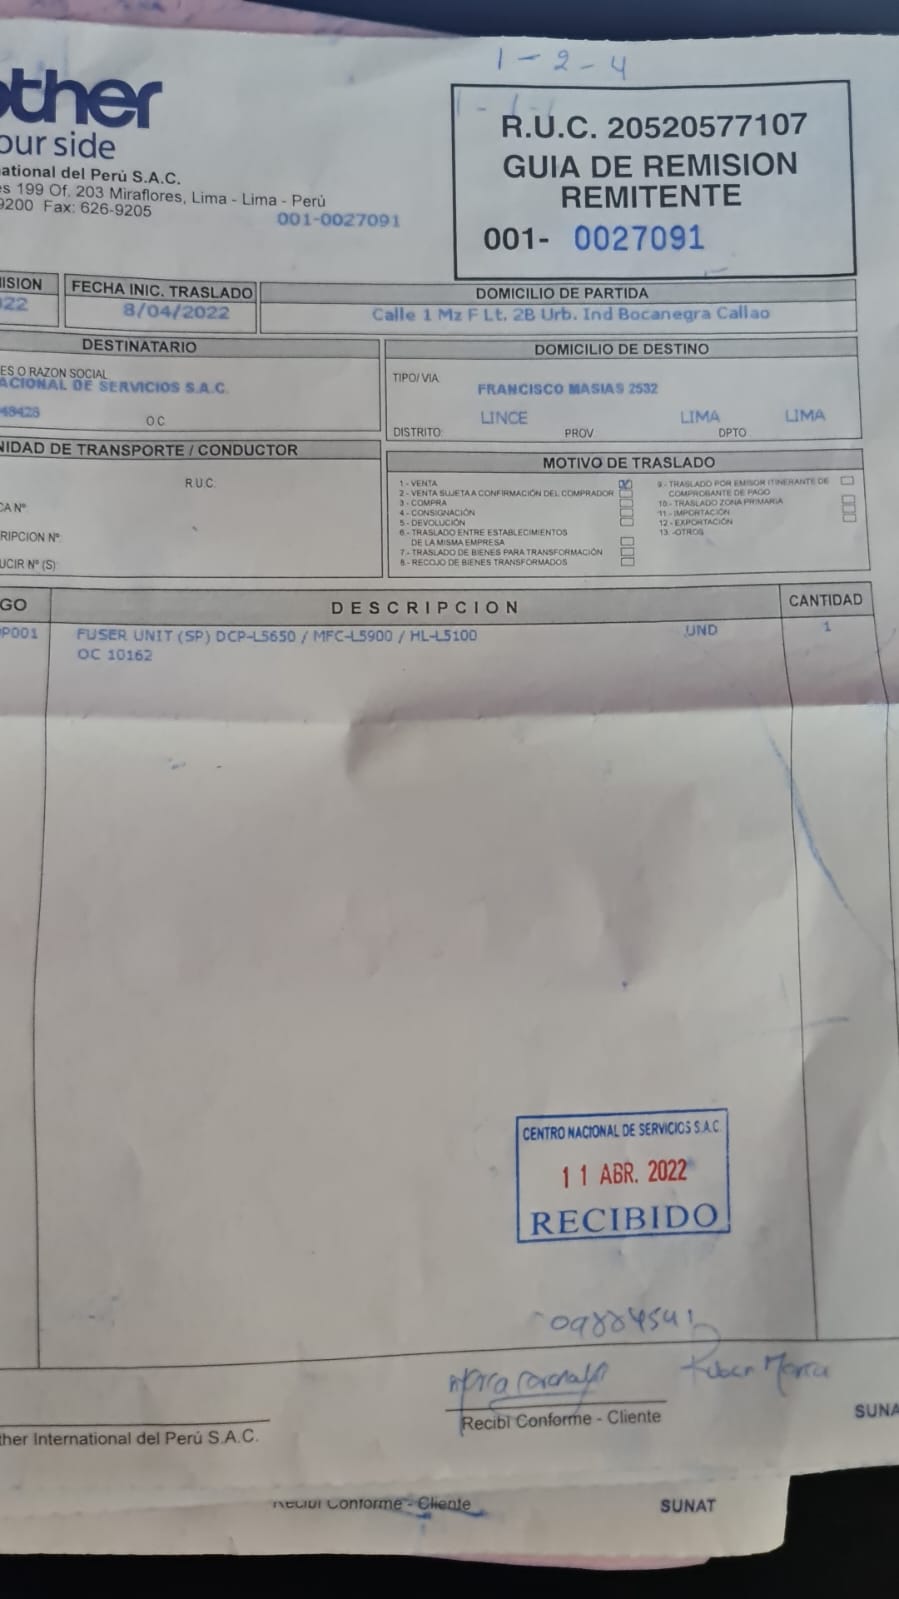 1-2-4
other
our side
ational del Perú S.A.C.
es 199 Of. 203 Miraflores, Lima - Lima - Perú
9200 Fax: 626-9205
001-0027091
R.U.C. 20520577107
GUIA DE REMISION
REMITENTE
001- 0027091
ISION
22
FECHA INIC. TRASLADO
8/04/2022
DOMICILIO DE PARTIDA
Calle 1 Mz F Lt. 2B Urb. Ind Bocanegra Callao
DESTINATARIO
ES O RAZON SOCIAL
ACIONAL DE SERVICIOS S.A.C.
48428
O.C.
DOMICILIO DE DESTINO
TIPO/VIA
FRANCISCO MASIAS 2532
LINCE LIMA LIMA
DISTRITO: PROV. DPTO.
NIDAD DE TRANSPORTE / CONDUCTOR
R.U.C.
CA Nº
RIPCION Nº
UCIR Nº (S)
MOTIVO DE TRASLADO
1 - VENTA
2 - VENTA SUJETA A CONFIRMACIÓN DEL COMPRADOR
3 - COMPRA
4 - CONSIGNACIÓN
5 - DEVOLUCIÓN
6 - TRASLADO ENTRE ESTABLECIMIENTOS
DE LA MISMA EMPRESA
7 - TRASLADO DE BIENES PARA TRANSFORMACIÓN
8 - RECOJO DE BIENES TRANSFORMADOS
9 - TRASLADO POR EMISOR ITINERANTE DE
COMPROBANTE DE PAGO
10 - TRASLADO ZONA PRIMARIA
11 - IMPORTACIÓN
12 - EXPORTACIÓN
13 - OTROS
GO
DESCRIPCION
CANTIDAD
P001 FUSER UNIT (SP) DCP-L5650 / MFC-L5900 / HL-L5100 UND 1
OC 10162
CENTRO NACIONAL DE SERVICIOS S.A.C.
11 ABR. 2022
RECIBIDO
Recibí Conforme - Cliente
ther International del Perú S.A.C.
SUNA
Recibí Conforme - Cliente
SUNAT